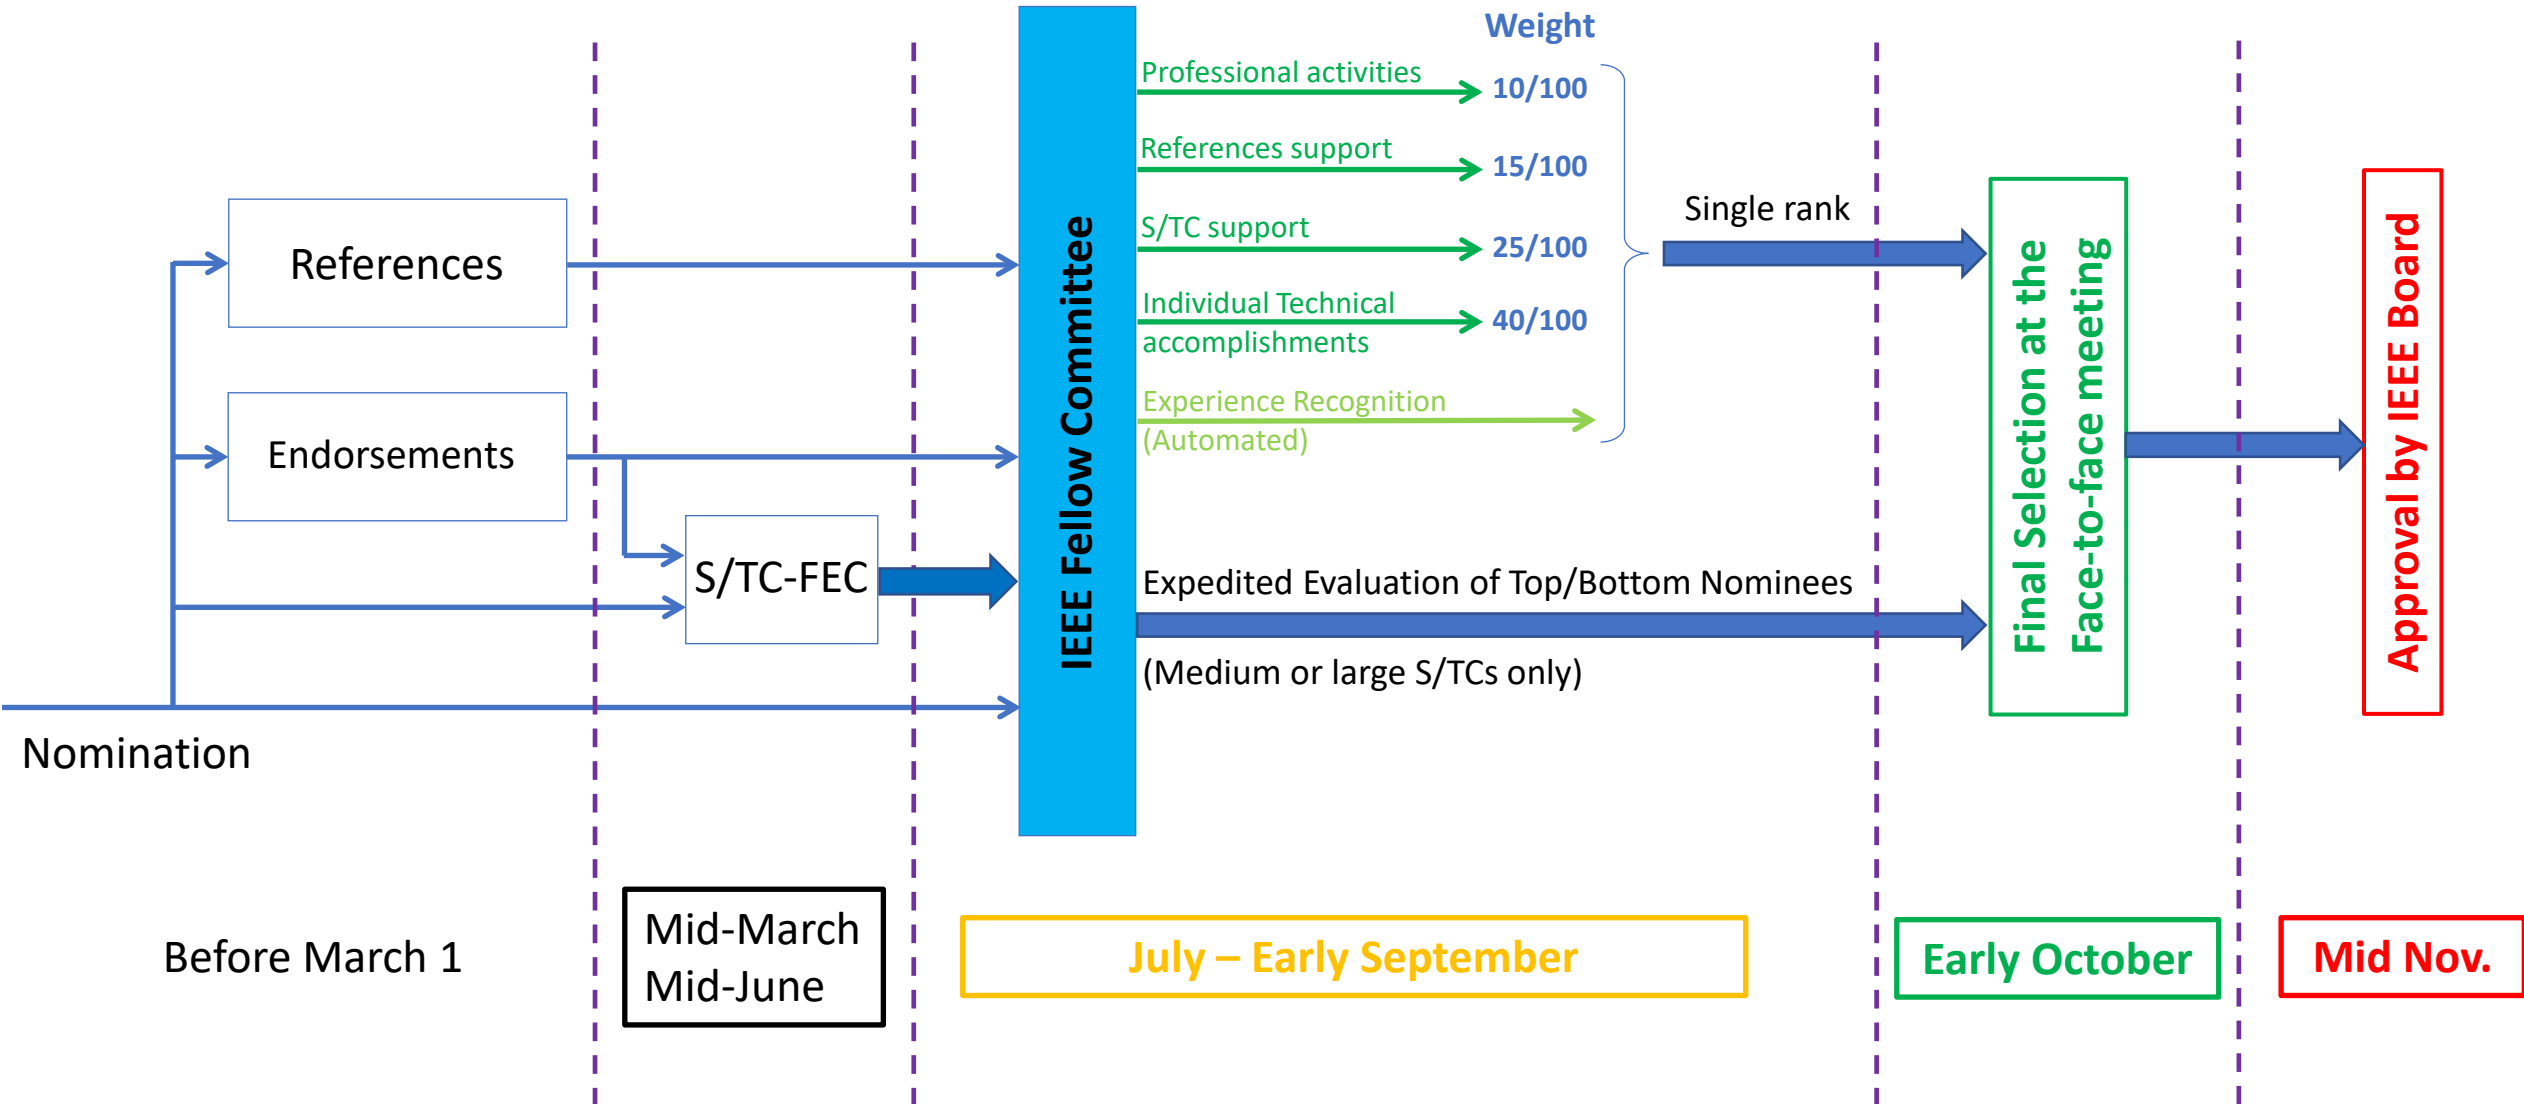 Weight
Professional activities
10/100
References support
15/100
S/TC support
25/100
Individual Technical
accomplishments
40/100
Experience Recognition
(Automated)
Single rank
References
Endorsements
S/TC-FEC
IEEE Fellow Committee
Expedited Evaluation of Top/Bottom Nominees
(Medium or large S/TCs only)
Final Selection at the
Face-to-face meeting
Approval by IEEE Board
Nomination
Before March 1
Mid-March
Mid-June
July – Early September
Early October
Mid Nov.